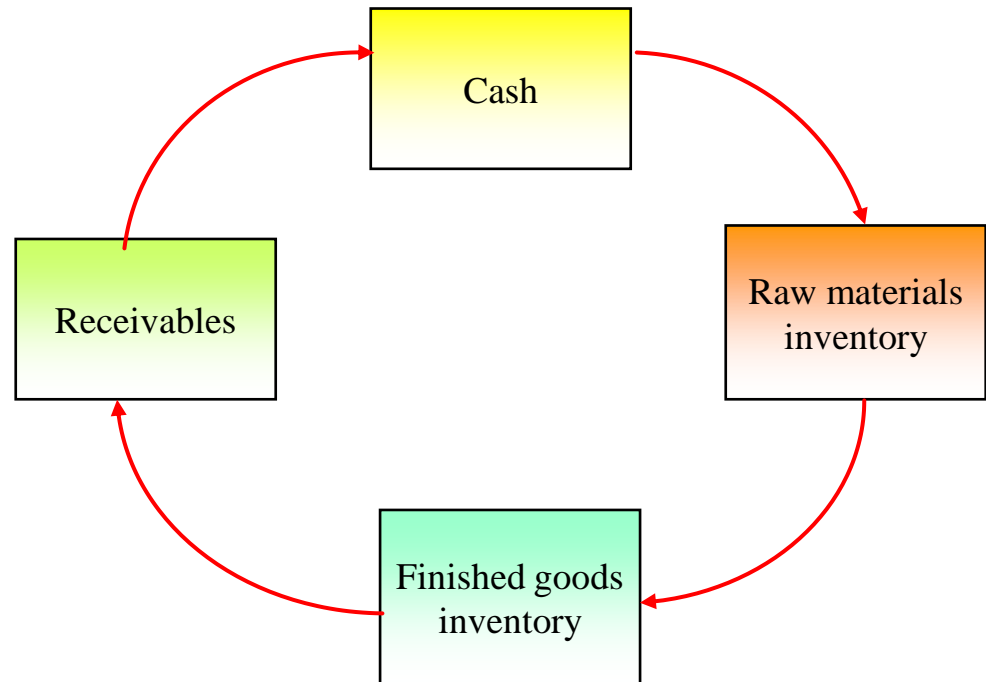 Cash
Receivables
Raw materials
inventory
Finished goods
inventory